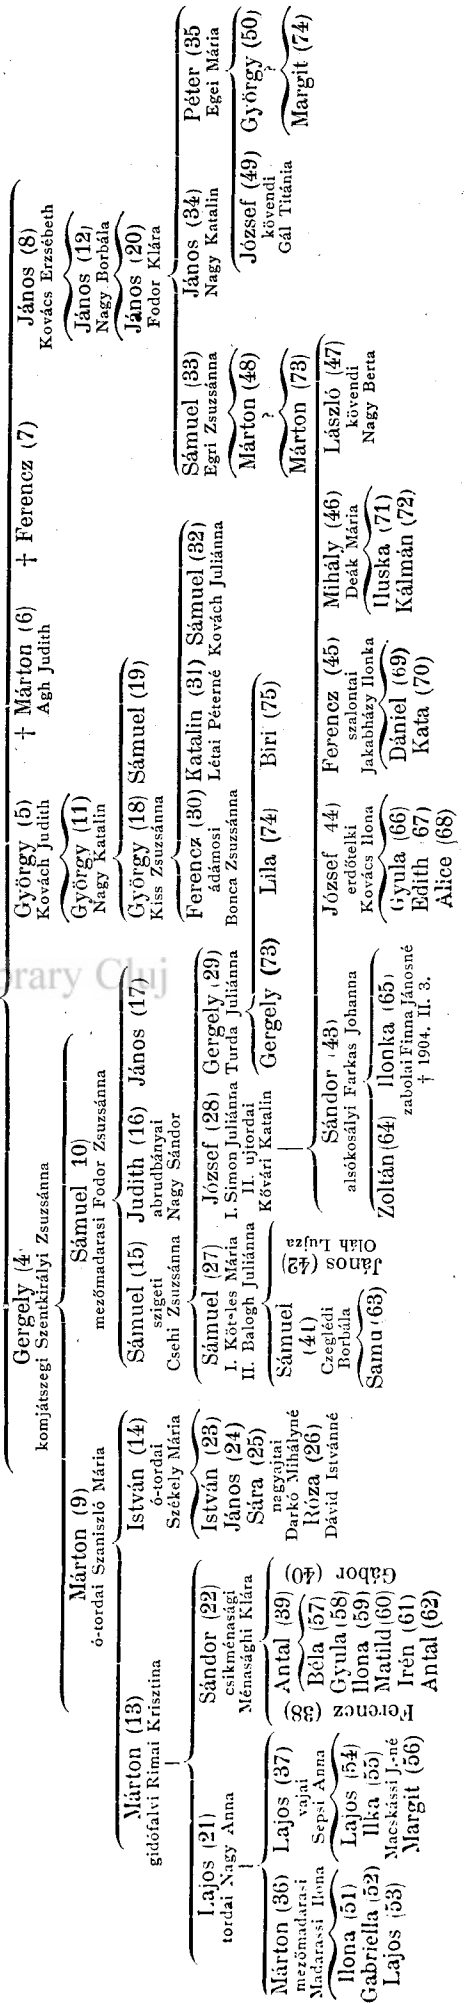 Gergely (4
komjátszegi Szentkirályi Zsuzsánna
György (5)
Kovách Judith
† Márton (6)
Agh Judith
† Ferencz (7)
János (8)
Kovács Erzsébeth
Márton (9)
ó-tordai Szaniszló Mária
Sámuel 10)
mezőmadarasi Fodor Zsuzsánna
György (11)
Nagy Katalin
János (12)
Nagy Borbála
Márton (13)
gidófalvi Rimai Krisztina
István (14)
ó-tordai
Székely Mária
Sámuel (15)
szigeti
Csehi Zsuzsánna
Judith (16)
abrudbányai
Nagy Sándor
János (17)
György (18)
Kiss Zsuzsánna
Sámuel (19)
János (20)
Fodor Klára
Lajos (21)
tordai Nagy Anna
Sándor (22)
csikménasági
Ménasághi Klára
István (23)
János (24)
Sára (25)
nagyajtai
Darkó Mihályné
Róza (26)
Dávid Istvánné
Sámuel (27)
I. Köteles Mária
II. Balogh Juliánna
József (28)
I. Simon Juliánna
II. ujtordai
Kővári Katalin
Gergely (29)
Turda Juliánna
Ferencz (30)
ádámosi
Bonca Zsuzsánna
Katalin (31)
Létai Péterné
Sámuel (32)
Kovách Juliánna
Sámuel (33)
Egri Zsuzsánna
János (34)
Nagy Katalin
Péter (35
Egei Mária
Márton (36)
mezőmadarasi
Madarassi Ilona
Lajos (37)
vajai
Sepsi Anna
Ferencz (38)
Antal (39)
Gábor (40)
Sámuel
(41)
Czeglédi
Borbála
János (42)
Oláh Lujza
Gergely (73)
Lila (74)
Biri (75)
Márton (48)
?
József (49)
kövendi
Gál Titánia
György (50)
?
Ilona (51)
Gabriella (52)
Lajos (53)
Lajos (54)
Ilka (55)
Macskássi J-né
Margit (56)
Béla (57)
Gyula (58)
Ilona (59)
Matild (60)
Irén (61)
Antal (62)
Samu (63)
Sándor (43)
alsókosályi Farkas Johanna
József 44)
erdőtelki
Kovács Ilona
Ferencz (45)
szalontai
Jakabházy Ilonka
Mihály (46)
Deák Mária
László (47)
kövendi
Nagy Berta
Márton (73)
Margit (74)
Zoltán (64)
Ilonka (65)
zabolai Finna Jánosné
† 1904. II. 3.
Gyula (66)
Edith 67)
Alice (68)
Dániel (69)
Kata (70)
Iluska (71)
Kálmán (72)
rary Cluj